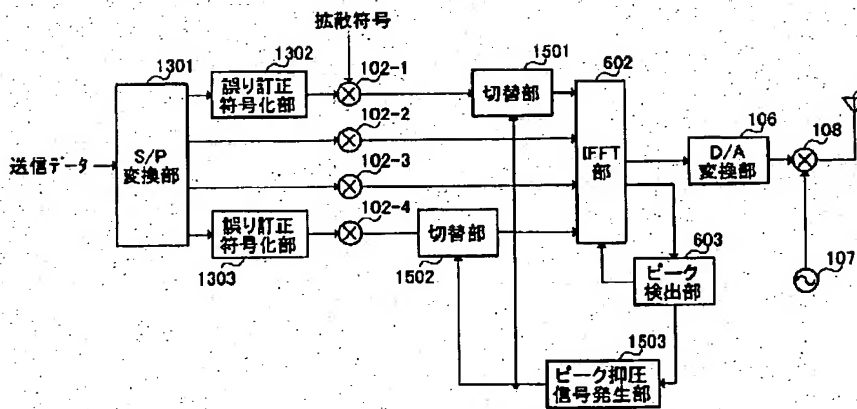 拡散符号
1301
1302
102-1
1501
602
誤り訂正
符号化部
切替部
102-2
106
108
送信データ
S/P
変換部
IFFT
部
D/A
変換部
102-3
102-4
誤り訂正
符号化部
切替部
603
1303
1502
ピーク
検出部
107
1503
ピーク抑圧
信号発生部